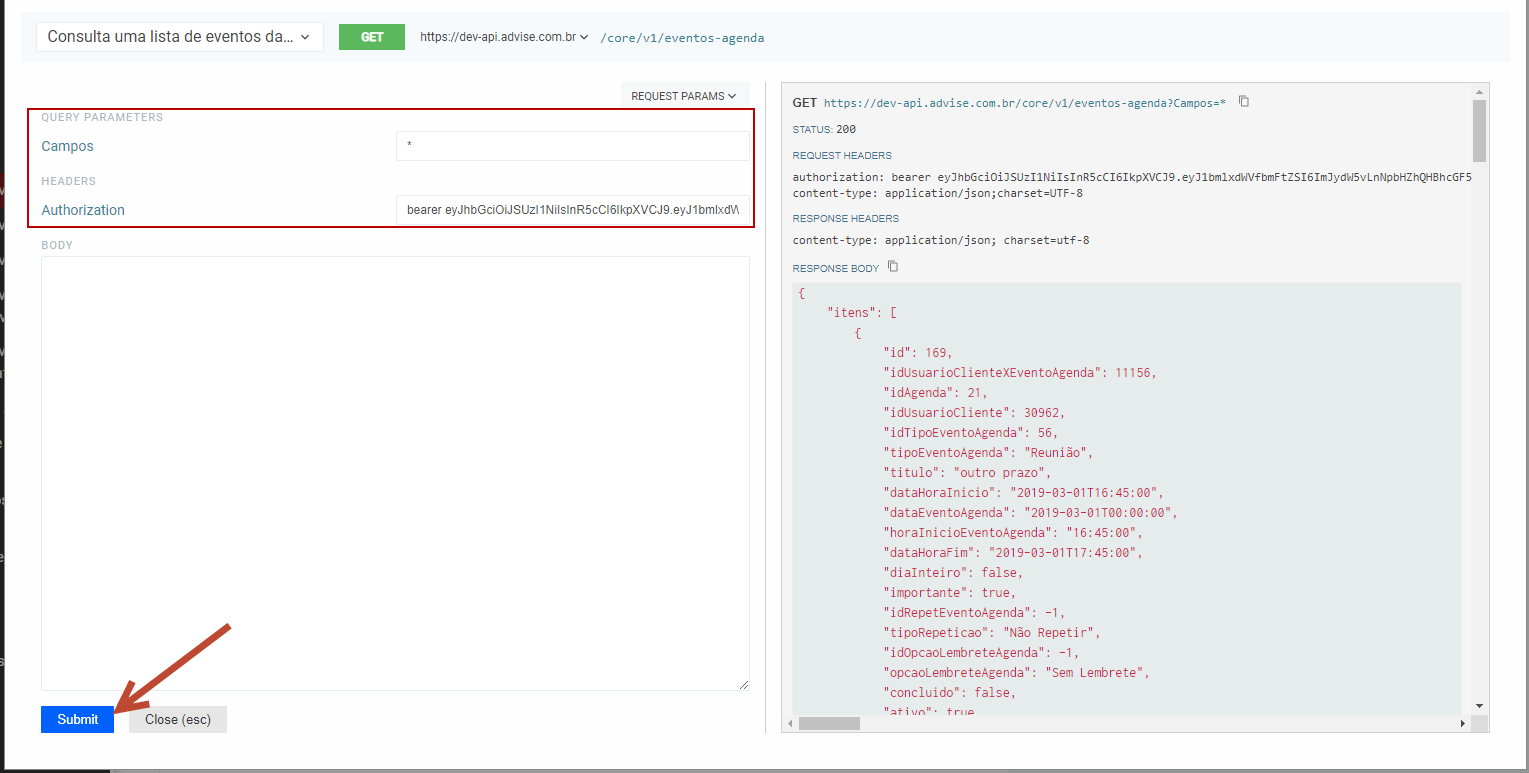 Consulta uma lista de eventos da...
GET
https://dev-api.advise.com.br
/core/v1/eventos-agenda
REQUEST PARAMS
QUERY PARAMETERS
Campos
*
HEADERS
Authorization
bearer eyJhbGciOiJSUzI1NiIsInR5cCI6IkpXVCJ9.eyJ1bmlxdW
BODY
Submit
Close (esc)
GET https://dev-api.advise.com.br/core/v1/eventos-agenda?Campos=*
STATUS: 200
REQUEST HEADERS
authorization: bearer eyJhbGciOiJSUzI1NiIsInR5cCI6IkpXVCJ9.eyJ1bmlxdWVfbmFtZSI6ImJydW5vLnNpbHZhQHBhcGF5
content-type: application/json;charset=UTF-8
RESPONSE HEADERS
content-type: application/json; charset=utf-8
RESPONSE BODY
{
"itens": [
{
"id": 169,
"idUsuarioClienteXEventoAgenda": 11156,
"idAgenda": 21,
"idUsuarioCliente": 30962,
"idTipoEventoAgenda": 56,
"tipoEventoAgenda": "Reunião",
"titulo": "outro prazo",
"dataHoraInicio": "2019-03-01T16:45:00",
"dataEventoAgenda": "2019-03-01T00:00:00",
"horaInicioEventoAgenda": "16:45:00",
"dataHoraFim": "2019-03-01T17:45:00",
"diaInteiro": false,
"importante": true,
"idRepetEventoAgenda": -1,
"tipoRepeticao": "Não Repetir",
"idOpcaoLembreteAgenda": -1,
"opcaoLembreteAgenda": "Sem Lembrete",
"concluido": false,
"ativo": true